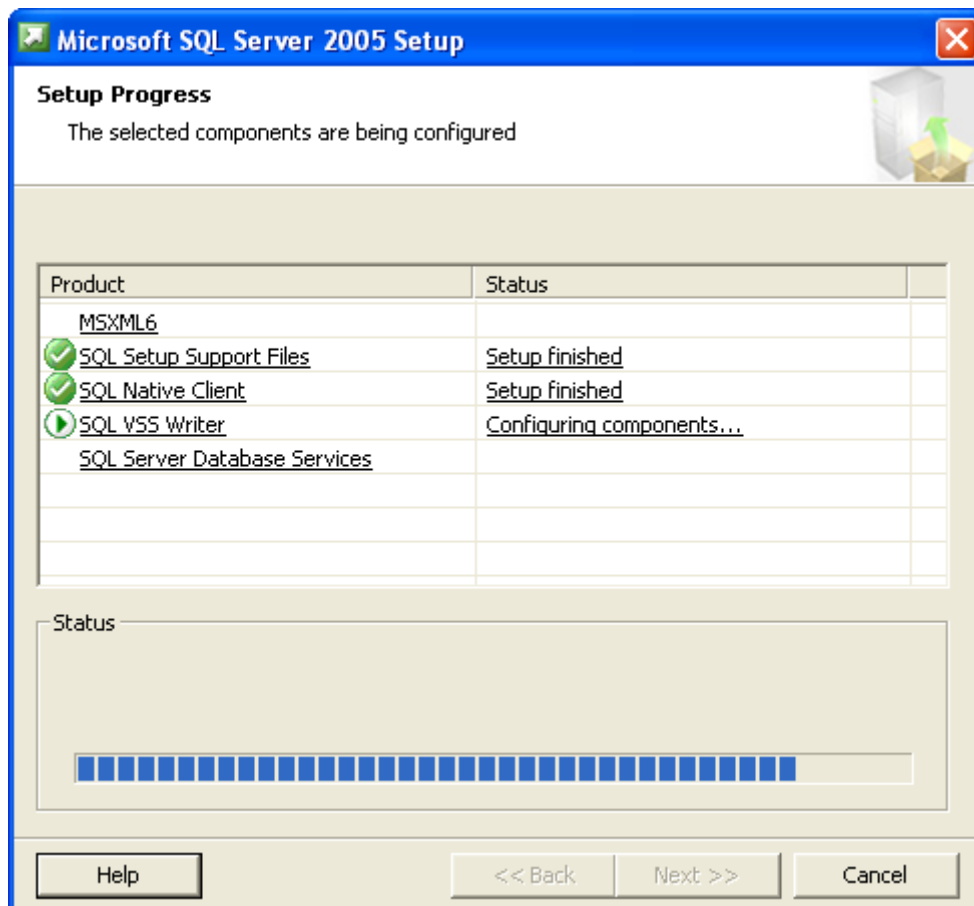 Microsoft SQL Server 2005 Setup
Setup Progress
The selected components are being configured
Product Status
MSXML6
SQL Setup Support Files Setup finished
SQL Native Client Setup finished
SQL VSS Writer Configuring components...
SQL Server Database Services
Status
Help << Back Next >> Cancel